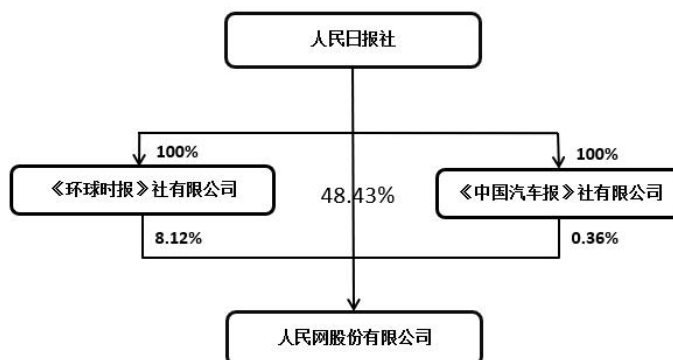 人民日报社
100%
100%
《环球时报》社有限公司
48.43%
《中国汽车报》社有限公司
8.12%
0.36%
人民网股份有限公司